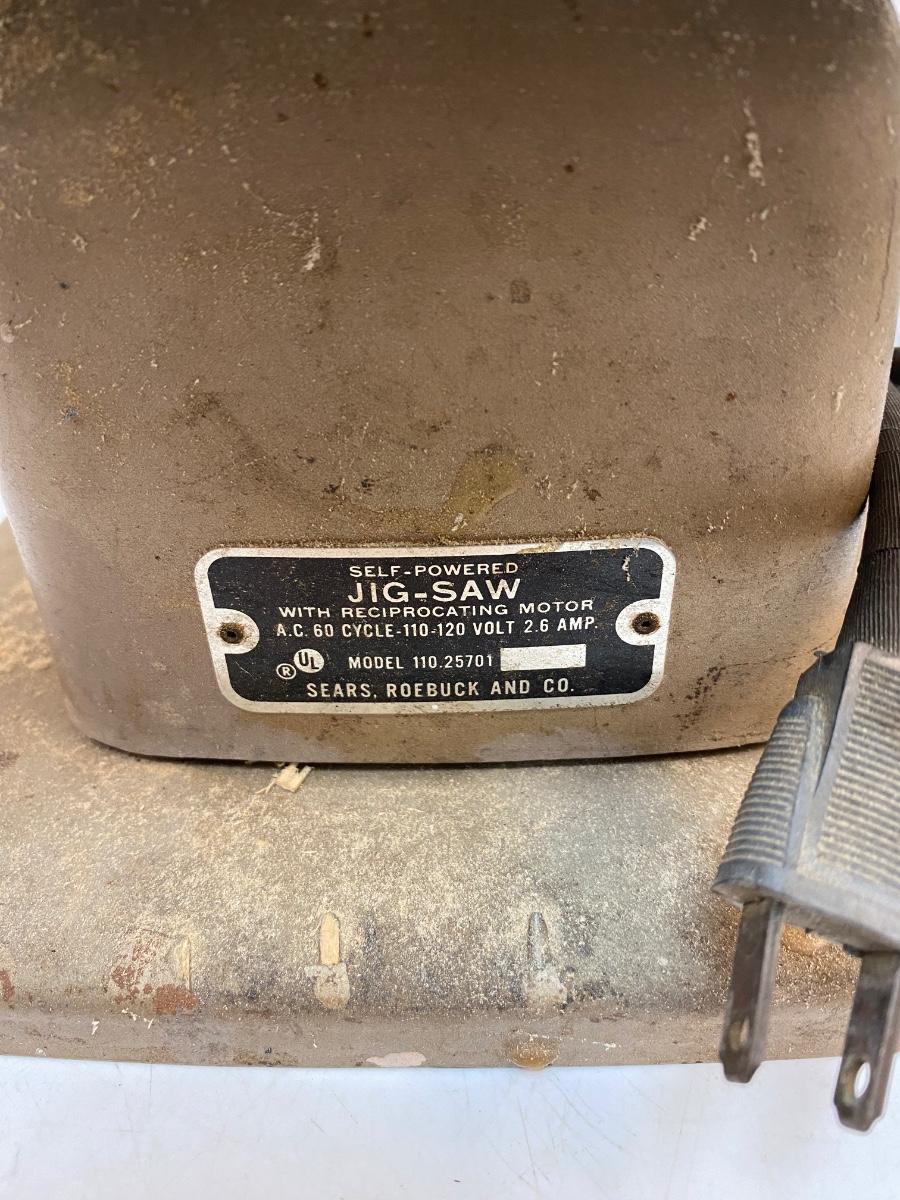 SELF-POWERED
JIG-SAW
WITH RECIPROCATING MOTOR
A.C. 60 CYCLE-110-120 VOLT 2.6 AMP.
® UL MODEL 110.25701
SEARS, ROEBUCK AND CO.